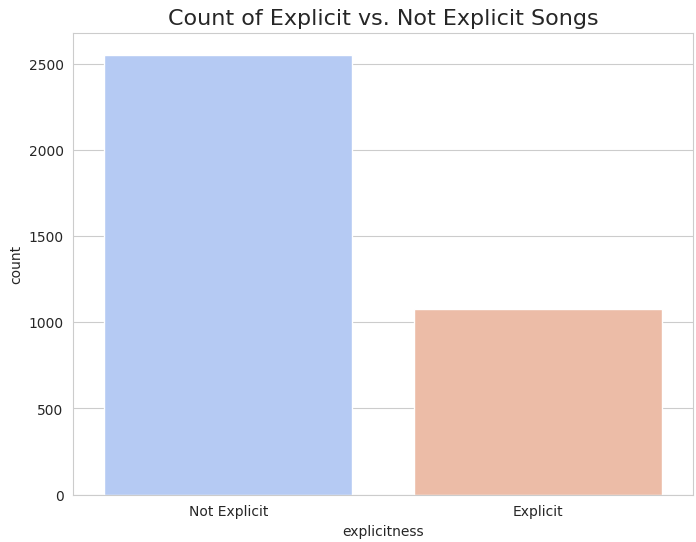 Count of Explicit vs. Not Explicit Songs
2500
2000
1500
1000
500
0
count
Not Explicit
Explicit
explicitness